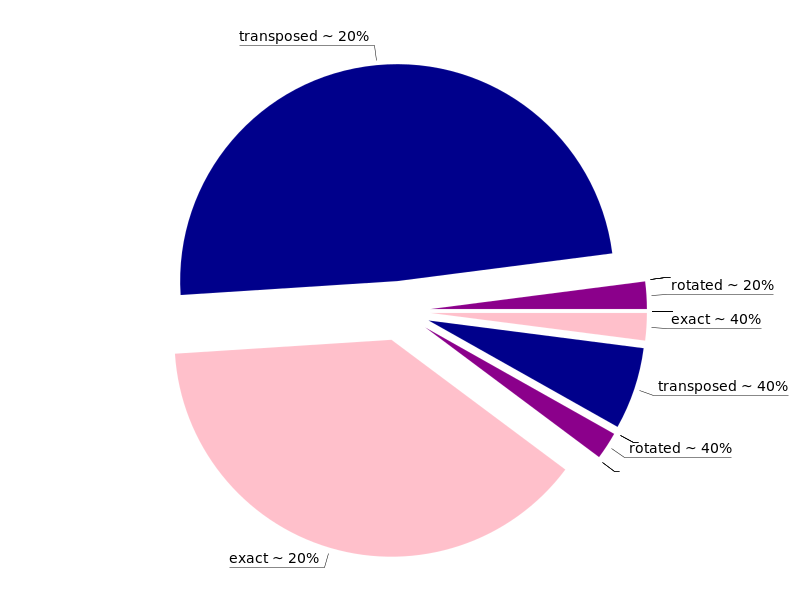 transposed ~ 20%
rotated ~ 20%
exact ~ 40%
transposed ~ 40%
rotated ~ 40%
exact ~ 20%